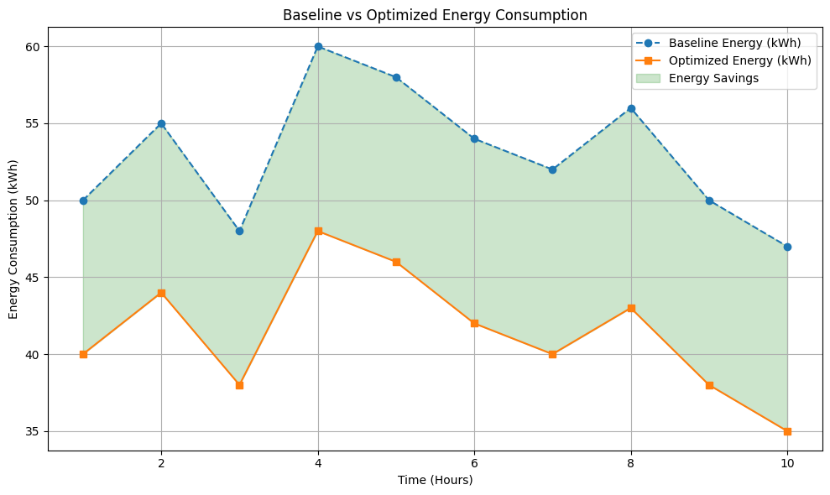 Baseline vs Optimized Energy Consumption
Baseline Energy (kWh)
Optimized Energy (kWh)
Energy Savings
Energy Consumption (kWh)
60
55
50
45
40
35
2 4 6 8 10
Time (Hours)